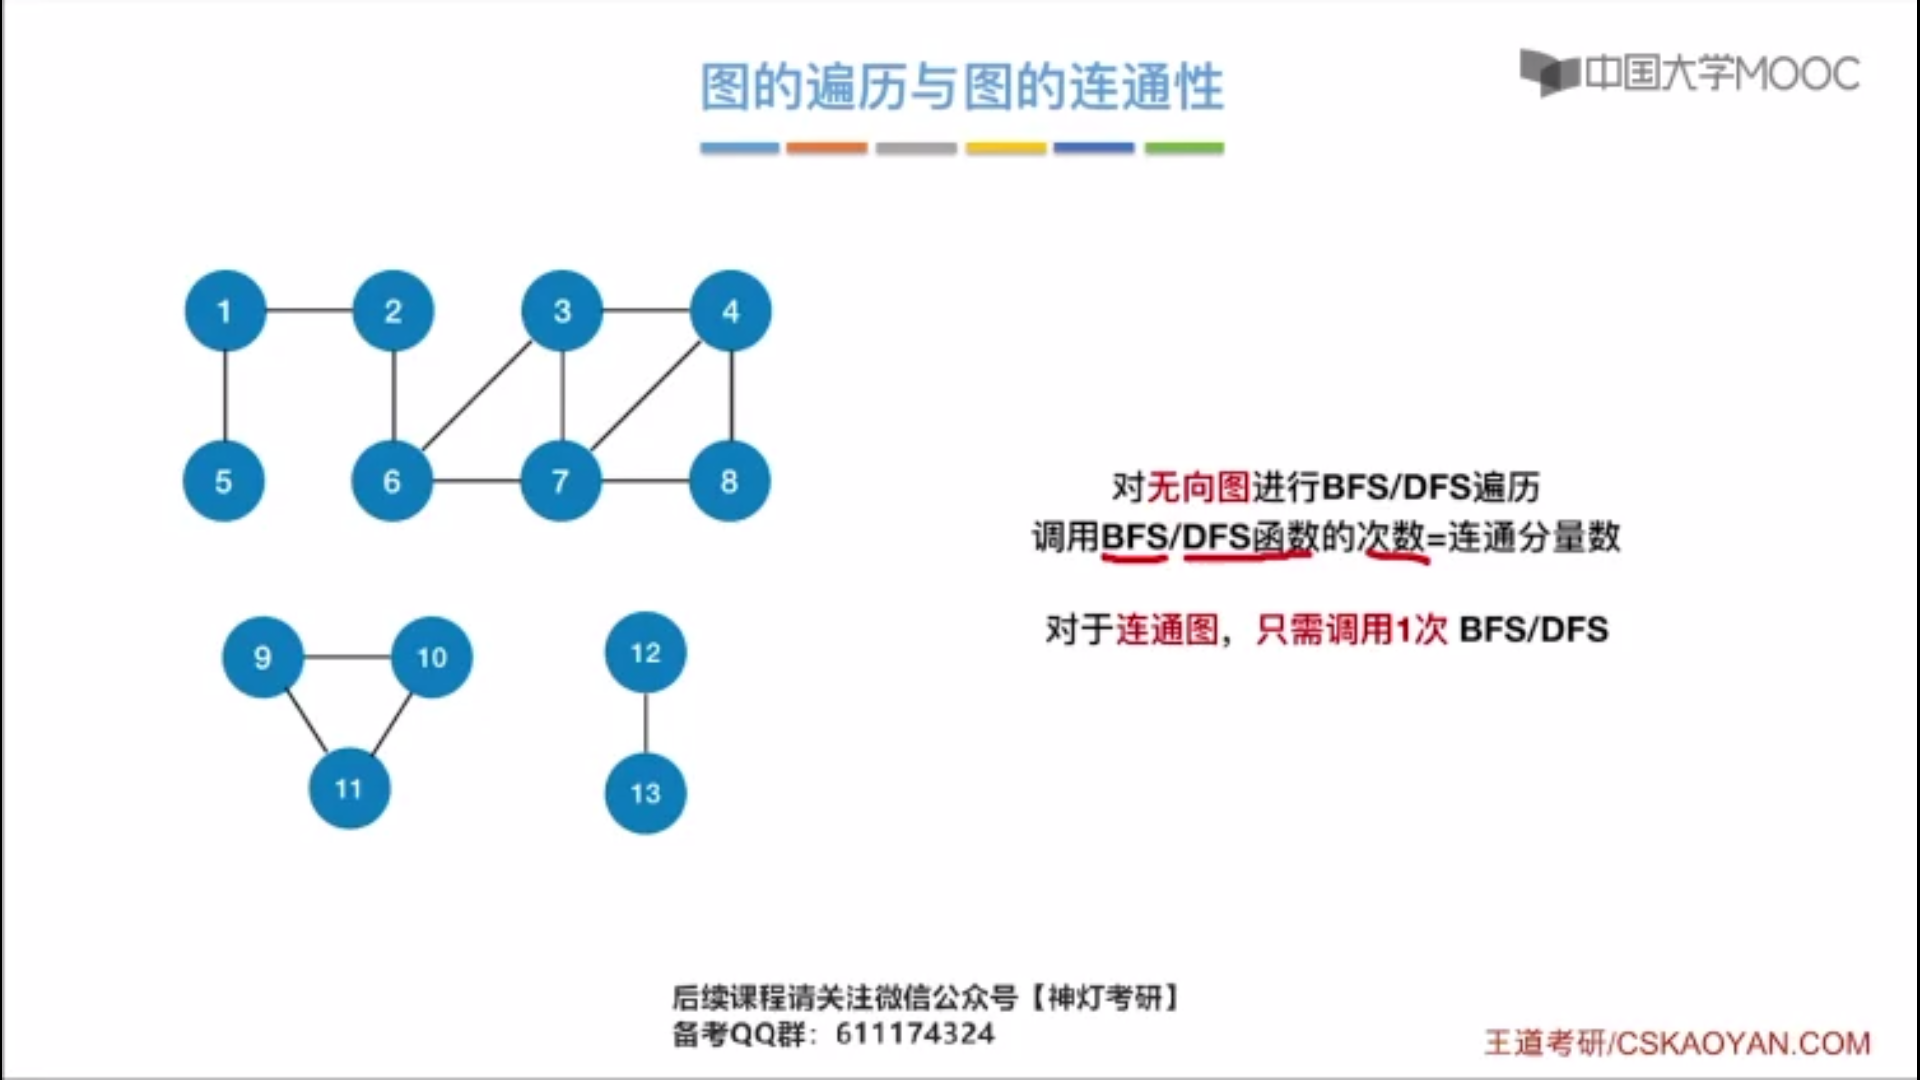 图的遍历与图的连通性
中国大学MOOC
1
2
3
4
5
6
7
8
对无向图进行BFS/DFS遍历
调用BFS/DFS函数的次数=连通分量数
对于连通图，只需调用1次 BFS/DFS
9
10
12
11
13
后续课程请关注微信公众号【神灯考研】
备考QQ群：611174324
王道考研/CSKAOYAN.COM